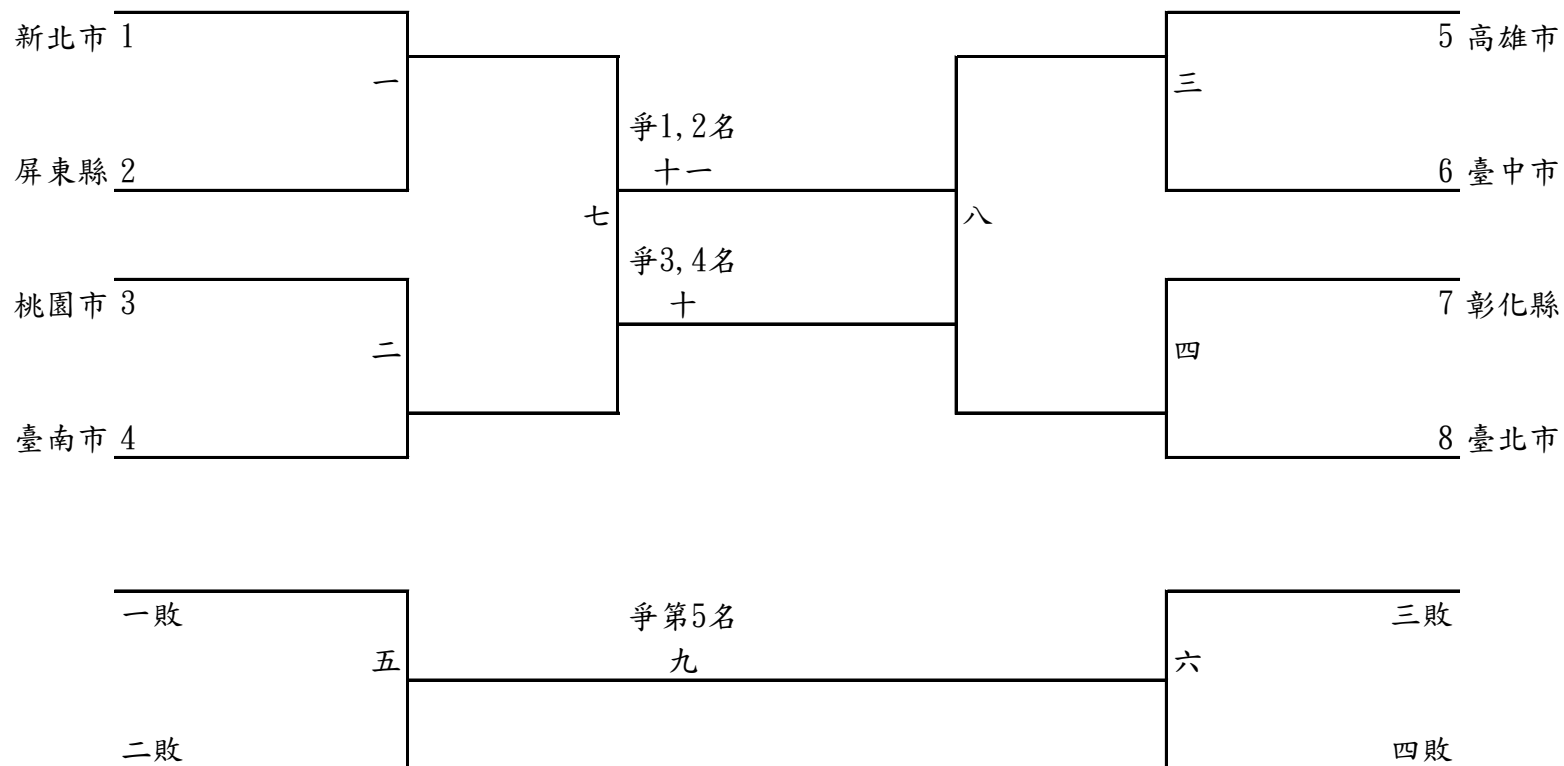 新北市 1
5 高雄市
一
三
爭1,2名
屏東縣 2
十一
6 臺中市
七
八
爭3,4名
桃園市 3
十
7 彰化縣
二
四
臺南市 4
8 臺北市
一敗
爭第5名
三敗
五
九
六
二敗
四敗